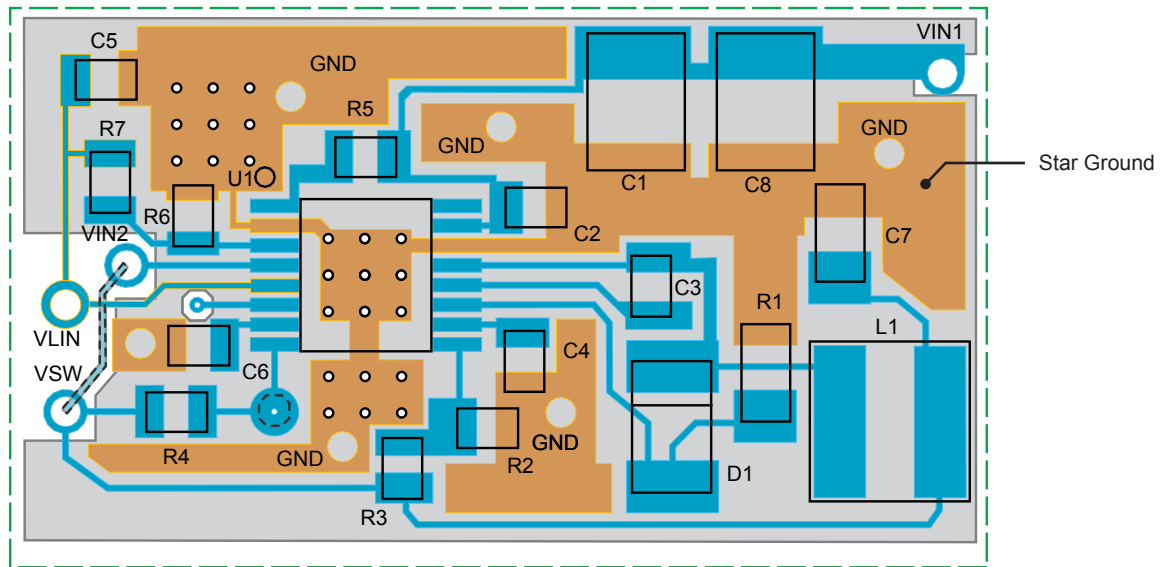 VIN1
C5
GND
R5
GND
GND
R7
Star Ground
U1
C1
C8
R6
C2
C7
VIN2
C3
R1
L1
VLIN
C4
VSW
C6
R4
GND
R2
GND
D1
R3